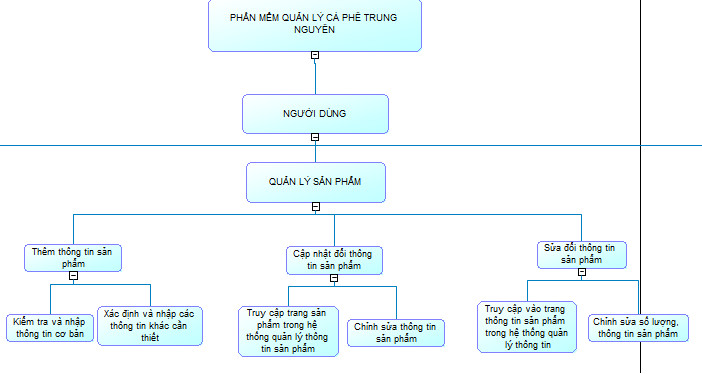 PHẦN MỀM QUẢN LÝ CÀ PHÊ TRUNG
NGUYÊN
NGƯỜI DÙNG
QUẢN LÝ SẢN PHẨM
Thêm thông tin sản
phẩm
Cập nhật đổi thông
tin sản phẩm
Sửa đổi thông tin
sản phẩm
Kiểm tra và nhập
thông tin cơ bản
Xác định và nhập các
thông tin khác cần
thiết
Truy cập trang sản
phẩm trong hệ
thống quản lý thông
tin sản phẩm
Chỉnh sửa thông tin
sản phẩm
Truy cập vào trang
thông tin sản phẩm
trong hệ thống quản
lý thông tin
Chỉnh sửa số lượng,
thông tin sản phẩm